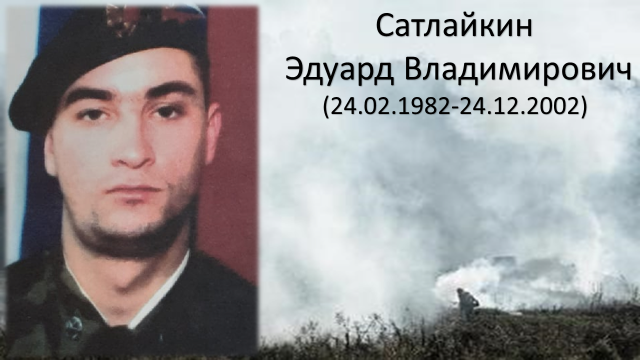 Сатлайкин
Эдуард Владимирович
(24.02.1982-24.12.2002)